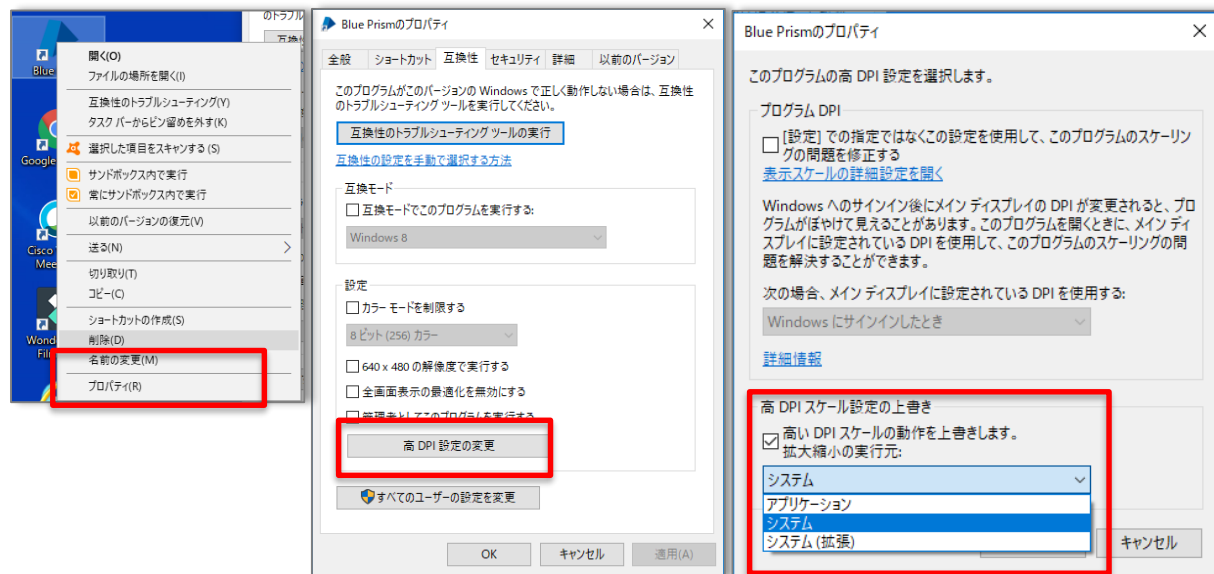 のトラブル
Blue
Google
Cisco
Mee
Wond
Fil
開く(O)
ファイルの場所を開く(I)
互換性のトラブルシューティング(Y)
タスク バーからピン留めを外す(K)
選択した項目をスキャンする (S)
サンドボックス内で実行
常にサンドボックス内で実行
以前のバージョンの復元(V)
送る(N)
切り取り(T)
コピー(C)
ショートカットの作成(S)
削除(D)
名前の変更(M)
プロパティ(R)
Blue Prismのプロパティ
全般 ショートカット 互換性 セキュリティ 詳細 以前のバージョン
このプログラムがこのバージョンの Windows で正しく動作しない場合は、互換性
のトラブルシューティング ツールを実行してください。
互換性のトラブルシューティング ツールの実行
互換性の設定を手動で選択する方法
互換モード
互換モードでこのプログラムを実行する:
Windows 8
設定
カラー モードを制限する
8 ビット (256) カラー
640 x 480 の解像度で実行する
全画面表示の最適化を無効にする
管理者としてこのプログラムを実行する
高 DPI 設定の変更
すべてのユーザーの設定を変更
OK キャンセル 適用(A)
Blue Prismのプロパティ
このプログラムの高 DPI 設定を選択します。
プログラム DPI
[設定] での指定ではなくこの設定を使用して、このプログラムのスケーリン
グの問題を修正する
表示スケールの詳細設定を開く
Windows へのサインイン後にメイン ディスプレイの DPI が変更されると、プロ
グラムがぼやけて見えることがあります。このプログラムを開くときに、メイン ディ
スプレイに設定されている DPI を使用して、このプログラムのスケーリングの問
題を解決することができます。
次の場合、メイン ディスプレイに設定されている DPI を使用する:
Windows にサインインしたとき
詳細情報
高 DPI スケール設定の上書き
高い DPI スケールの動作を上書きします。
拡大縮小の実行元:
システム
アプリケーション
システム
システム (拡張)
キャンセル